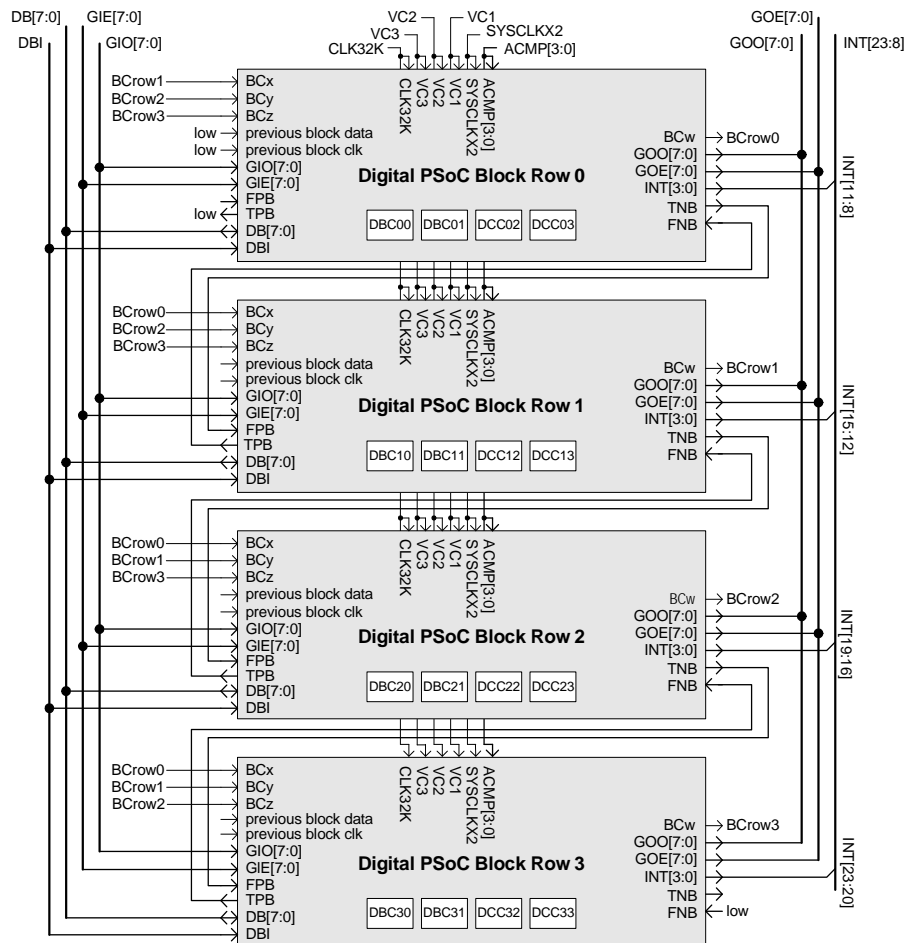 DB[7:0] GIE[7:0] VC2 VC1 GOE[7:0]
DBI GIO[7:0] VC3 SYSCLKX2 GOO[7:0] INT[23:8]
CLK32K ACMP[3:0]
BCrow1 BCx
BCrow2 BCy
BCrow3 BCz
CLK32K
VC3
VC2
VC1
SYSCLKX2
ACMP[3:0]
low previous block data
low previous block clk
GIO[7:0]
GIE[7:0]
FPB
low TPB
DB[7:0]
DBI
Digital PSoC Block Row 0
DBC00 DBC01 DCC02 DCC03
BCw BCrow0
GOO[7:0]
GOE[7:0]
INT[3:0]
TNB
FNB
INT[11:8]
BCrow0 BCx
BCrow2 BCy
BCrow3 BCz
CLK32K
VC3
VC2
VC1
SYSCLKX2
ACMP[3:0]
previous block data
previous block clk
GIO[7:0]
GIE[7:0]
FPB
TPB
DB[7:0]
DBI
Digital PSoC Block Row 1
DBC10 DBC11 DCC12 DCC13
BCw BCrow1
GOO[7:0]
GOE[7:0]
INT[3:0]
TNB
FNB
INT[15:12]
BCrow0 BCx
BCrow1 BCy
BCrow3 BCz
CLK32K
VC3
VC2
VC1
SYSCLKX2
ACMP[3:0]
previous block data
previous block clk
GIO[7:0]
GIE[7:0]
FPB
TPB
DB[7:0]
DBI
Digital PSoC Block Row 2
DBC20 DBC21 DCC22 DCC23
BCw BCrow2
GOO[7:0]
GOE[7:0]
INT[3:0]
TNB
FNB
INT[19:16]
BCrow0 BCx
BCrow1 BCy
BCrow2 BCz
CLK32K
VC3
VC2
VC1
SYSCLKX2
ACMP[3:0]
previous block data
previous block clk
GIO[7:0]
GIE[7:0]
FPB
TPB
DB[7:0]
DBI
Digital PSoC Block Row 3
DBC30 DBC31 DCC32 DCC33
BCw BCrow3
GOO[7:0]
GOE[7:0]
INT[3:0]
TNB
FNB low
INT[23:20]